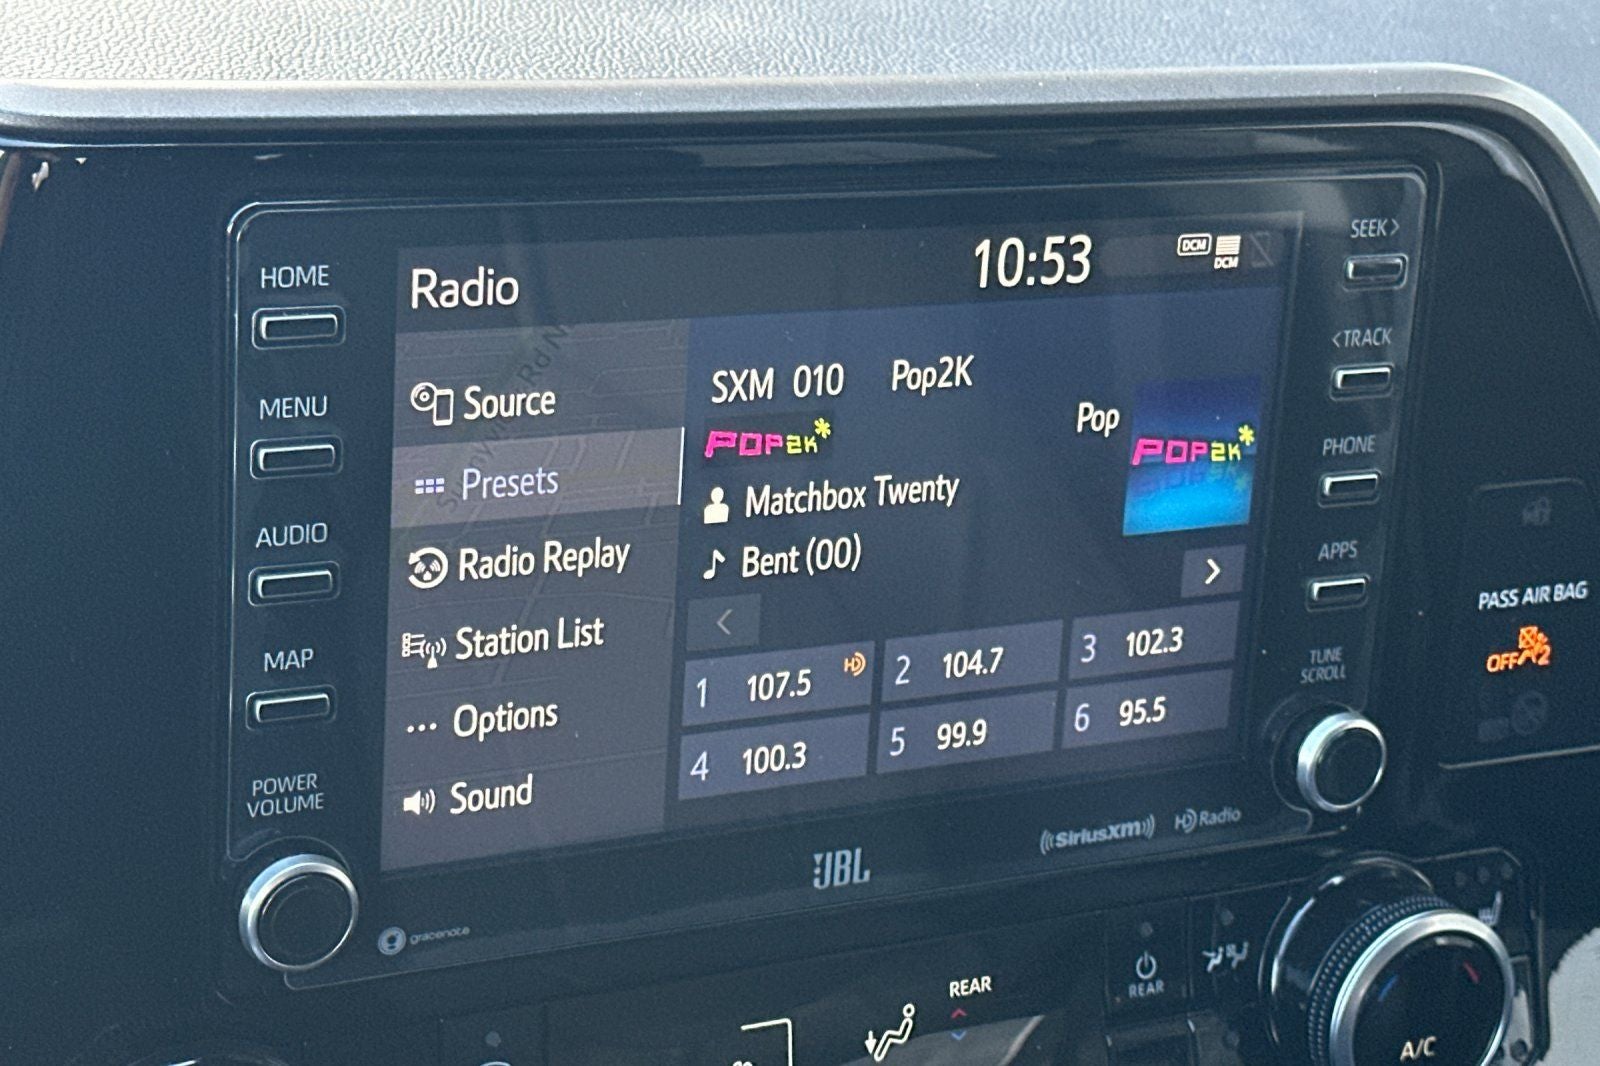 HOME
MENU
AUDIO
MAP
POWER
VOLUME
Radio
10:53
DCM
DCM
Source
Presets
Radio Replay
Station List
Options
Sound
SXM 010 Pop2K
POP2K*
Pop
POP2K*
Matchbox Twenty
Bent (00)
1 107.5 HD
2 104.7
3 102.3
4 100.3
5 99.9
6 95.5
SEEK>
<TRACK
PHONE
APPS
TUNE
SCROLL
PASS AIR BAG
OFF 2
gracenote
JBL
((SiriusXM))
HD Radio
REAR
REAR
A/C